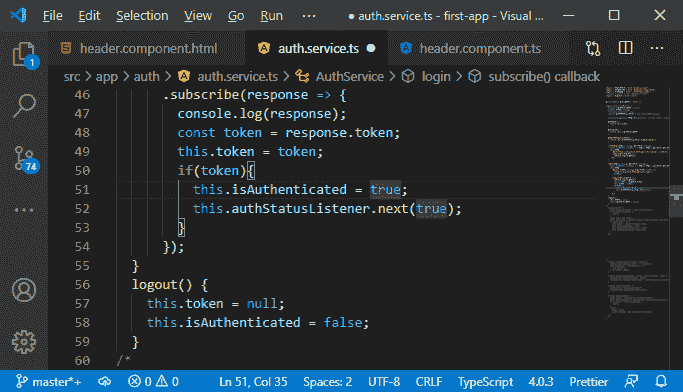 File Edit Selection View Go Run ... • auth.service.ts - first-app - Visual ...
header.component.html auth.service.ts header.component.ts
src > app > auth > auth.service.ts > AuthService > login > subscribe() callback
46 .subscribe(response => {
47 console.log(response);
48 const token = response.token;
49 this.token = token;
50 if(token){
51 this.isAuthenticated = true;
52 this.authStatusListener.next(true);
53 }
54 });
55 }
56 logout() {
57 this.token = null;
58 this.isAuthenticated = false;
59 }
60 /*
1
74
master*+ 0 0 Ln 51, Col 35 Spaces: 2 UTF-8 CRLF TypeScript 4.0.3 Prettier